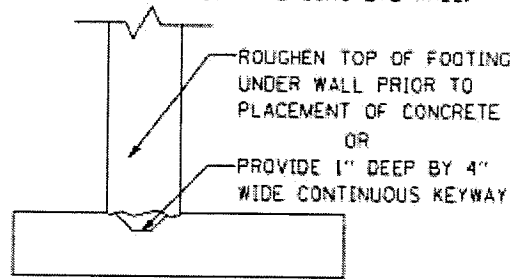 ROUGHEN TOP OF FOOTING
UNDER WALL PRIOR TO
PLACEMENT OF CONCRETE
OR
PROVIDE 1" DEEP BY 4"
WIDE CONTINUOUS KEYWAY